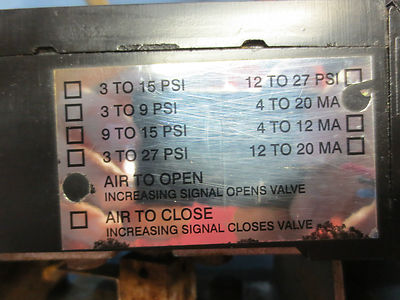 3 TO 15 PSI 12 TO 27 PSI
3 TO 9 PSI 4 TO 20 MA
9 TO 15 PSI 4 TO 12 MA
3 TO 27 PSI 12 TO 20 MA
AIR TO OPEN
INCREASING SIGNAL OPENS VALVE
AIR TO CLOSE
INCREASING SIGNAL CLOSES VALVE